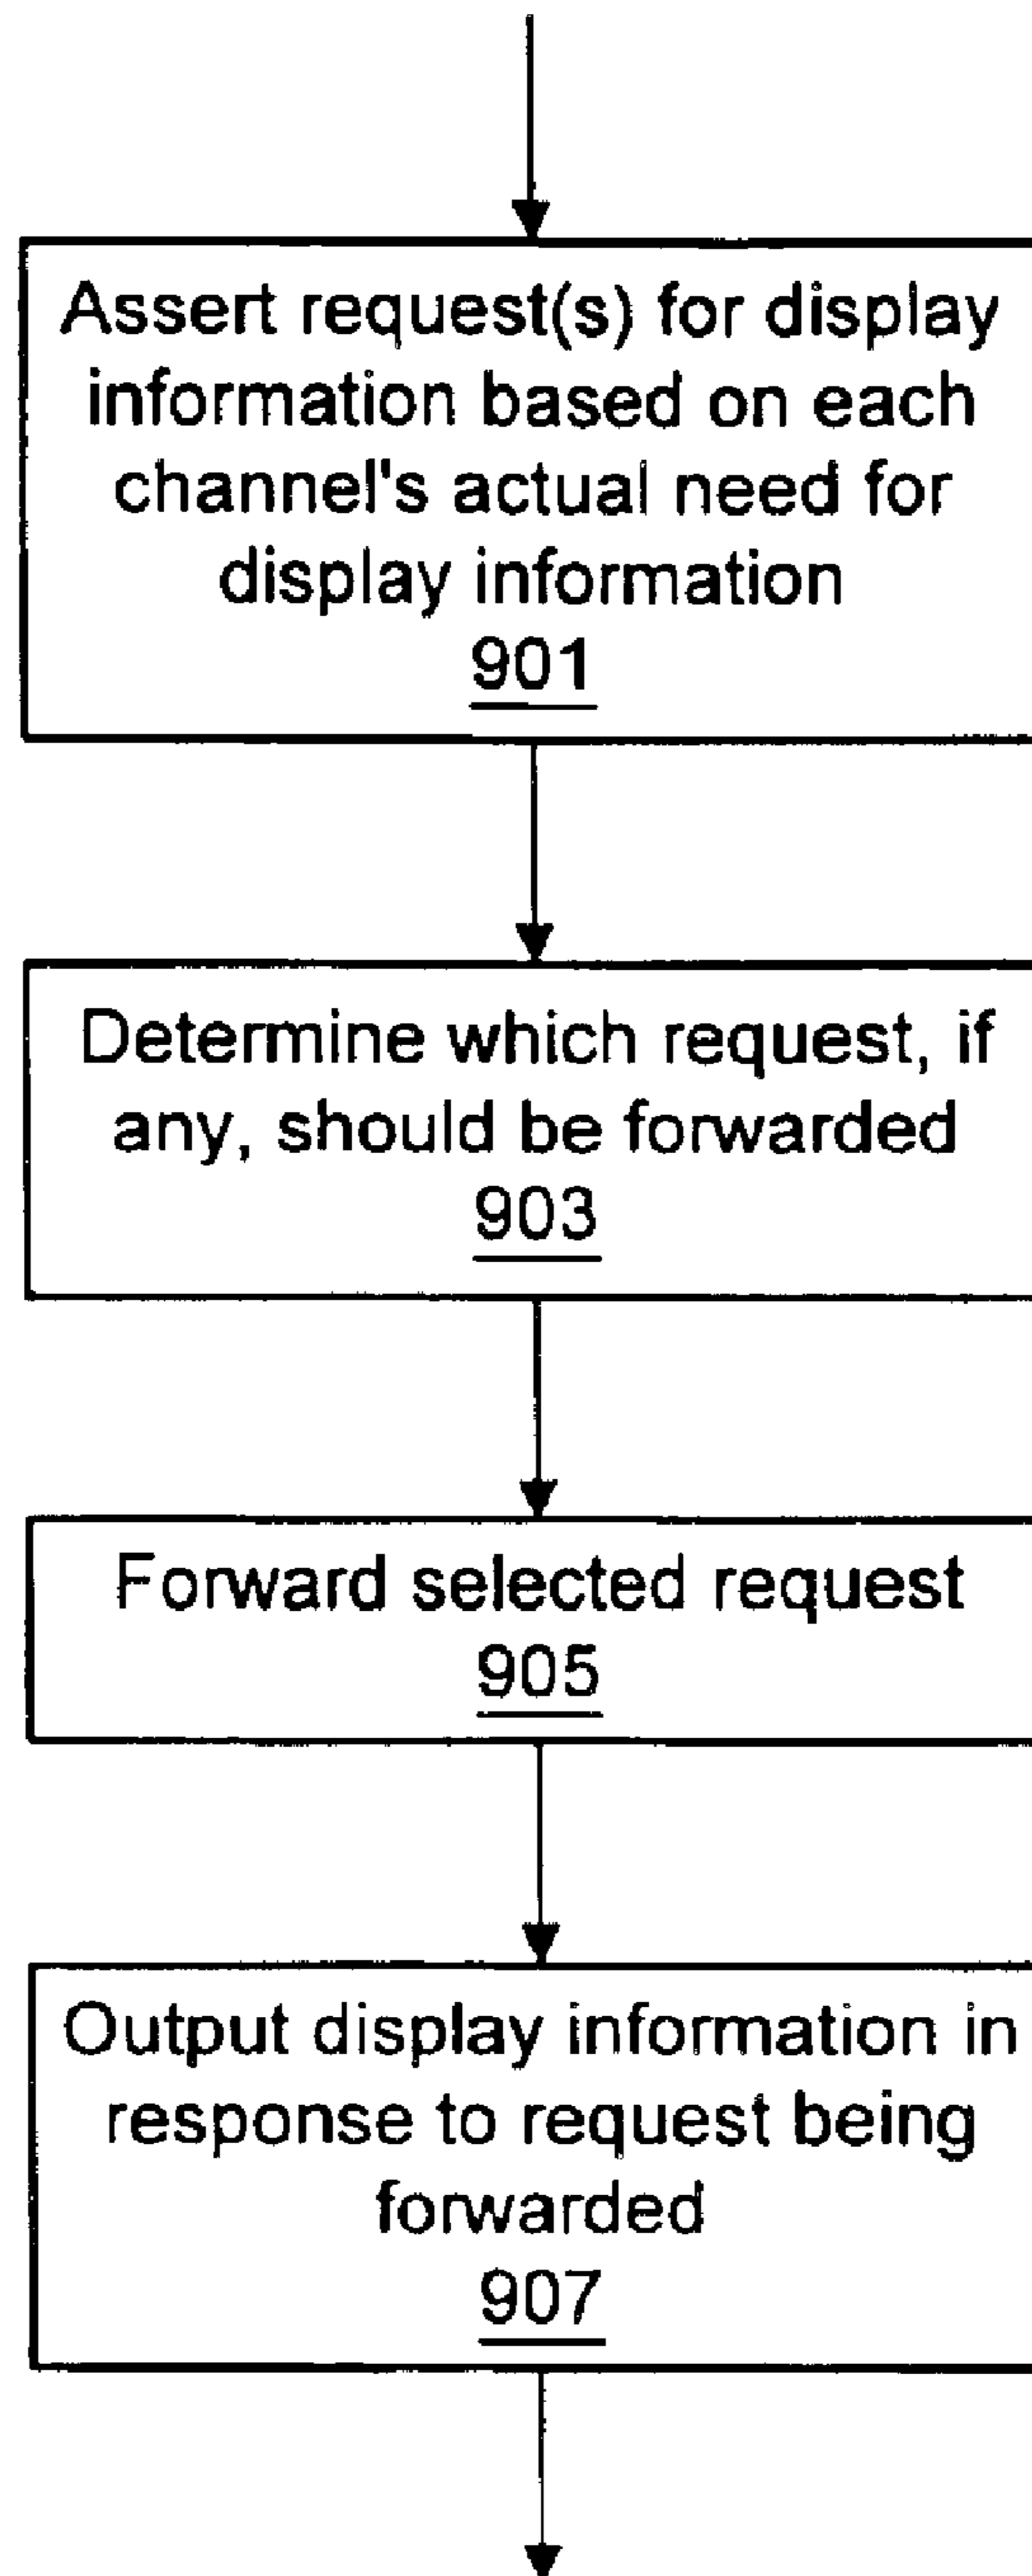 Assert request(s) for display
information based on each
channel's actual need for
display information
901
Determine which request, if
any, should be forwarded
903
Forward selected request
905
Output display information in
response to request being
forwarded
907